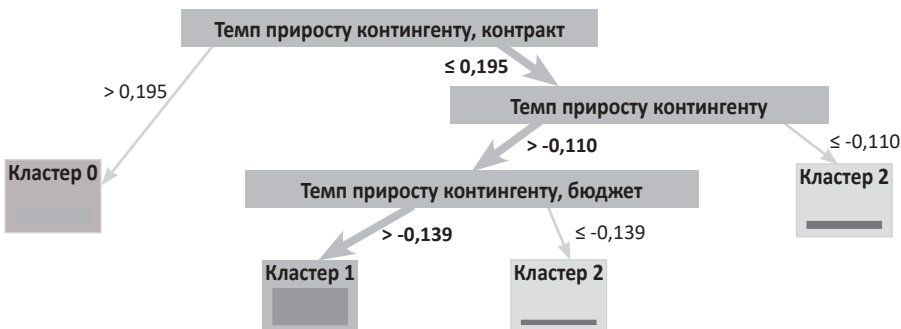 Темп приросту контингенту, контракт
≤ 0,195
> 0,195
Темп приросту контингенту
> -0,110
≤ -0,110
Кластер 0
Кластер 2
Темп приросту контингенту, бюджет
> -0,139
≤ -0,139
Кластер 1
Кластер 2